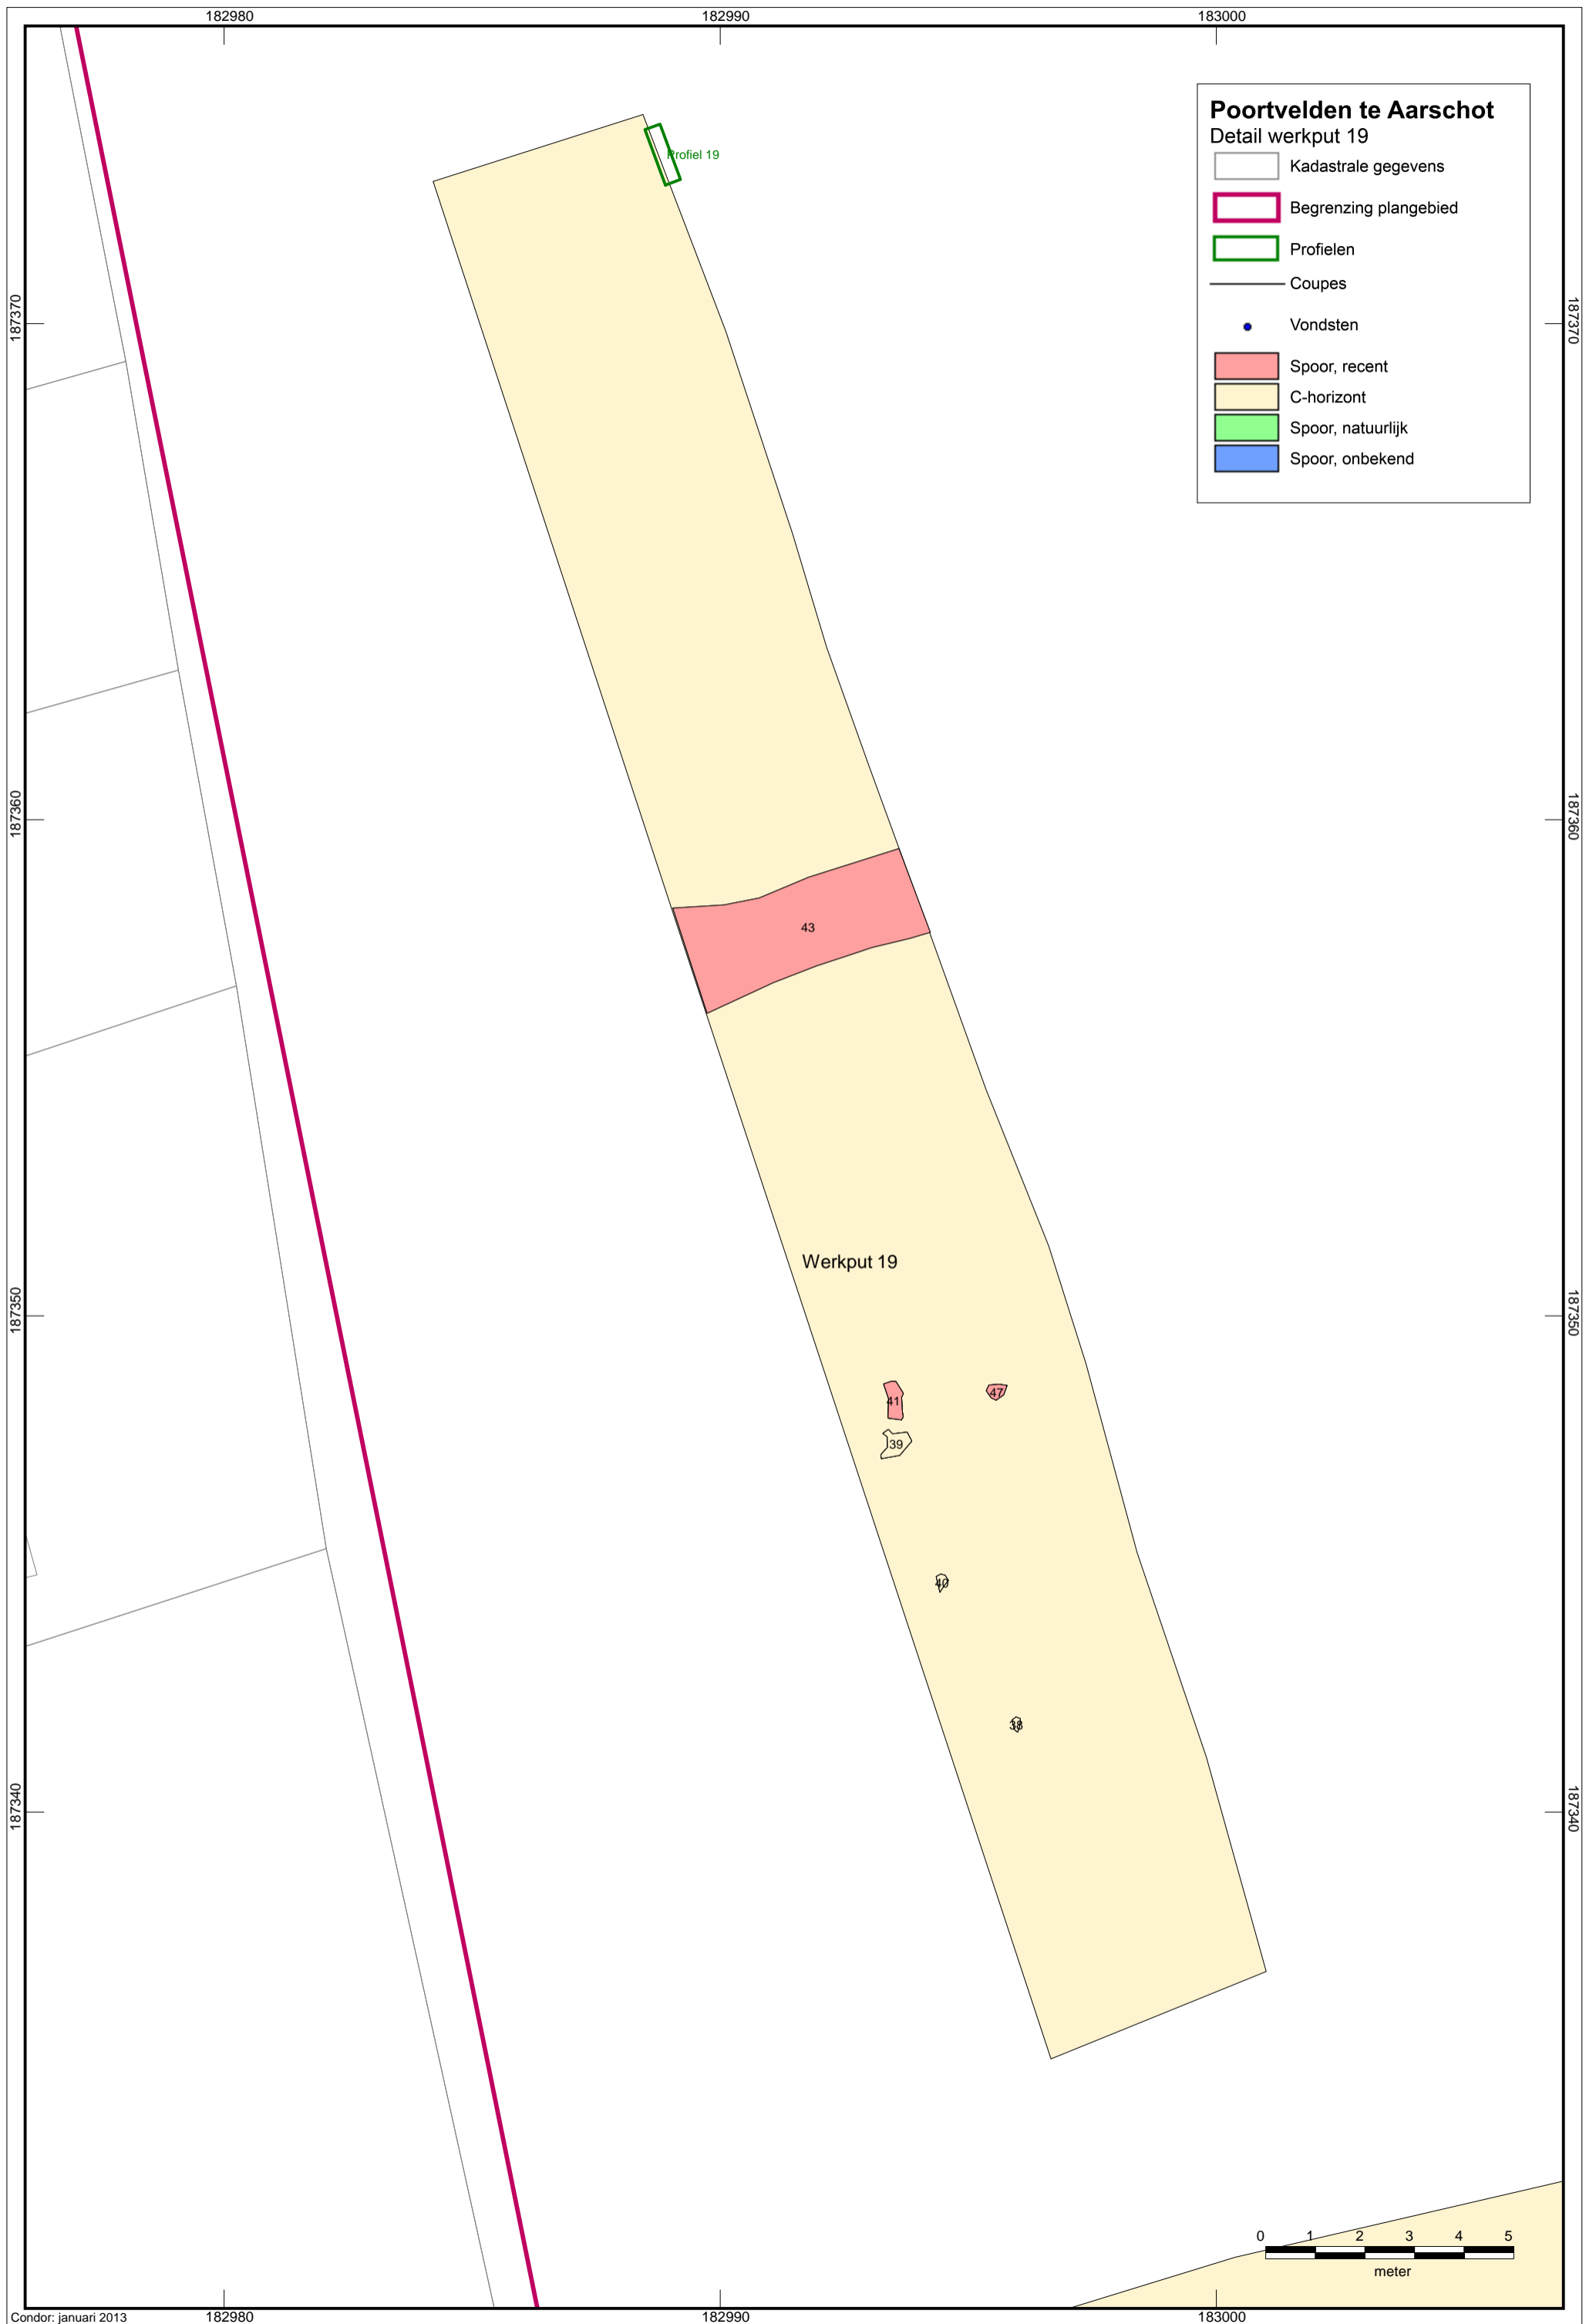 182980 182990 183000
Poortvelden te Aarschot
Detail werkput 19
Kadastrale gegevens
Begrenzing plangebied
Profielen
Coupes
Vondsten
Spoor, recent
C-horizont
Spoor, natuurlijk
Spoor, onbekend
Profiel 19
187370 187370
187360 187360
43
Werkput 19
187350 187350
47
41
39
40
38
187340 187340
0 1 2 3 4 5
meter
182980 182990 183000
Condor: januari 2013